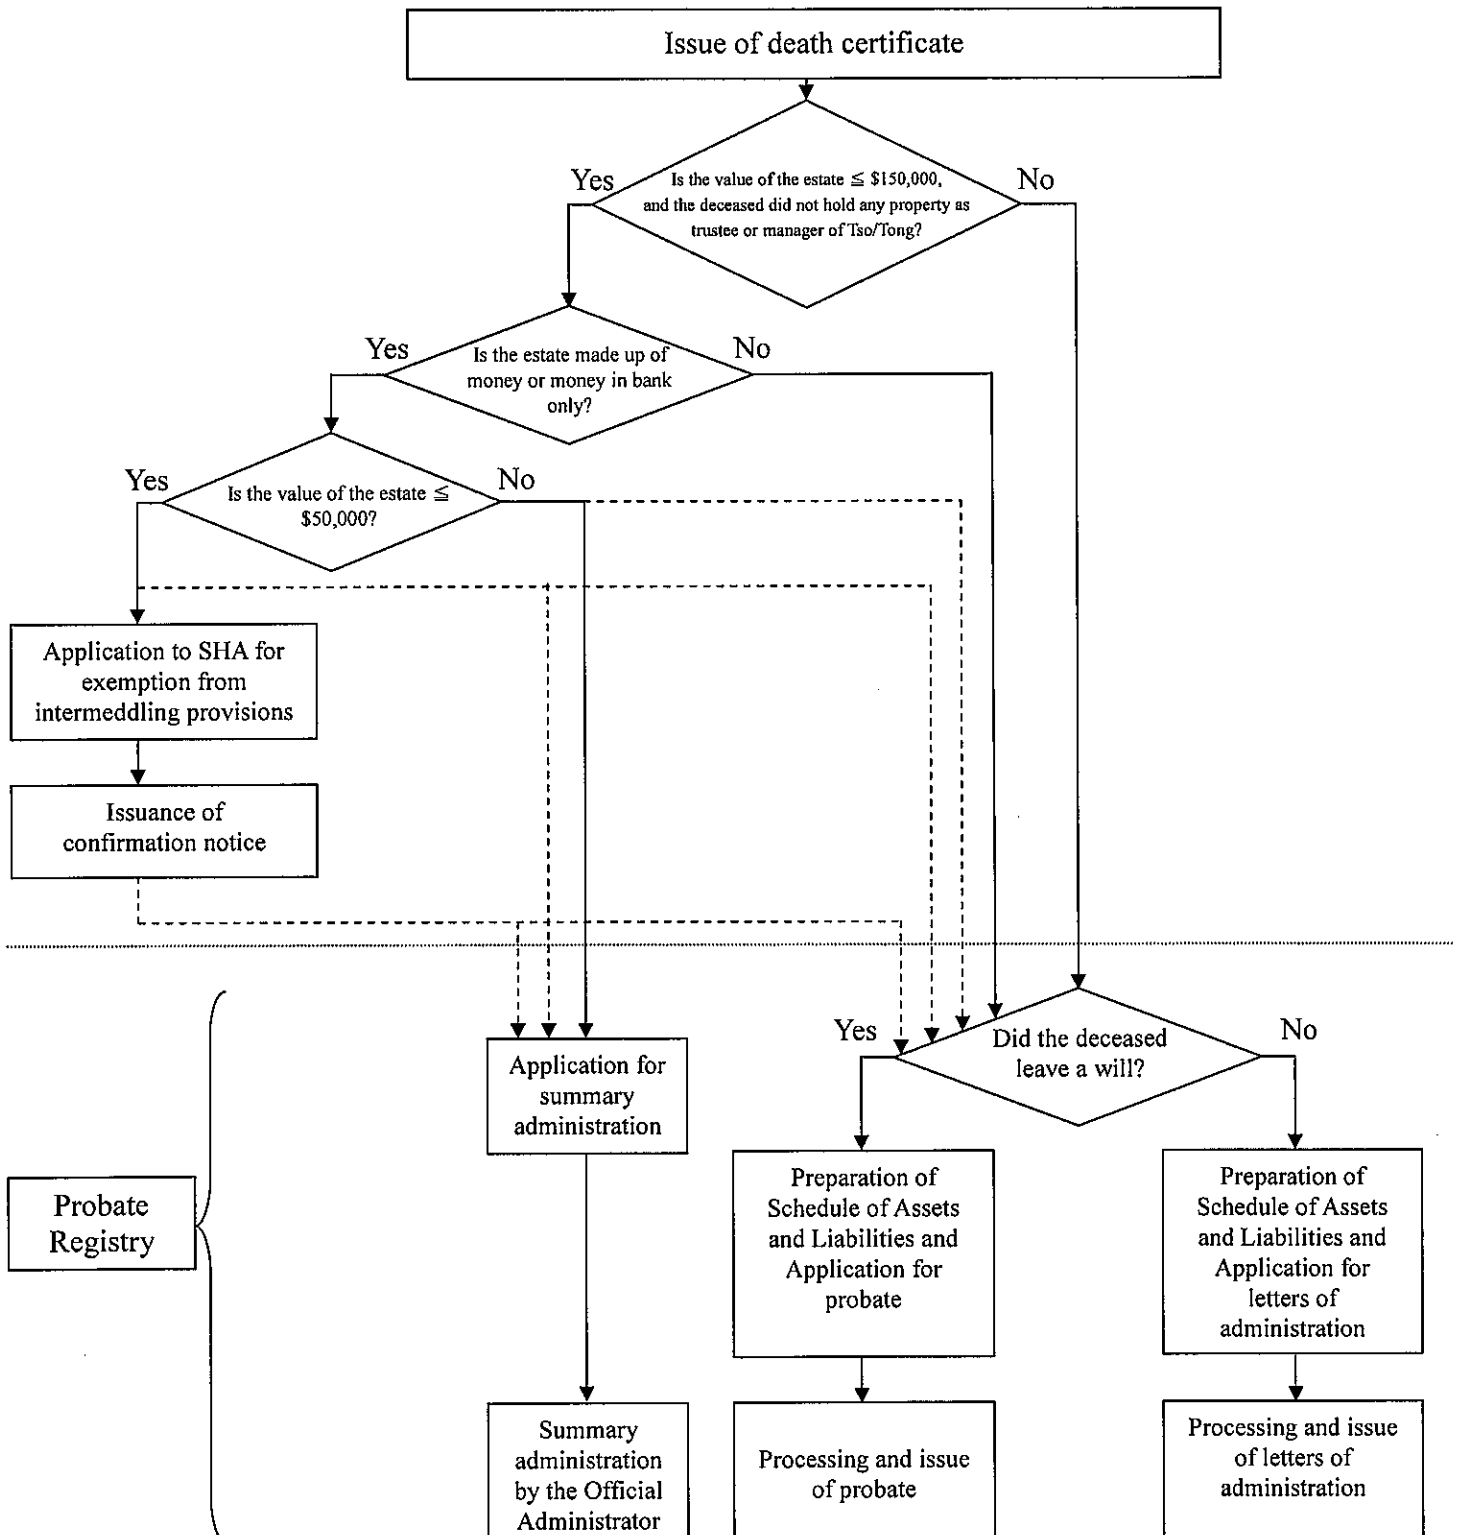 Issue of death certificate
Yes
No
Is the value of the estate ≦ $150,000,
and the deceased did not hold any property as
trustee or manager of Tso/Tong?
Yes
No
Is the estate made up of
money or money in bank
only?
Yes
No
Is the value of the estate ≦
$50,000?
Application to SHA for
exemption from
intermeddling provisions
Issuance of
confirmation notice
Yes
No
Did the deceased
leave a will?
Application for
summary
administration
Preparation of
Schedule of Assets
and Liabilities and
Application for
probate
Preparation of
Schedule of Assets
and Liabilities and
Application for
letters of
administration
Probate
Registry
Summary
administration
by the Official
Administrator
Processing and issue
of probate
Processing and issue
of letters of
administration